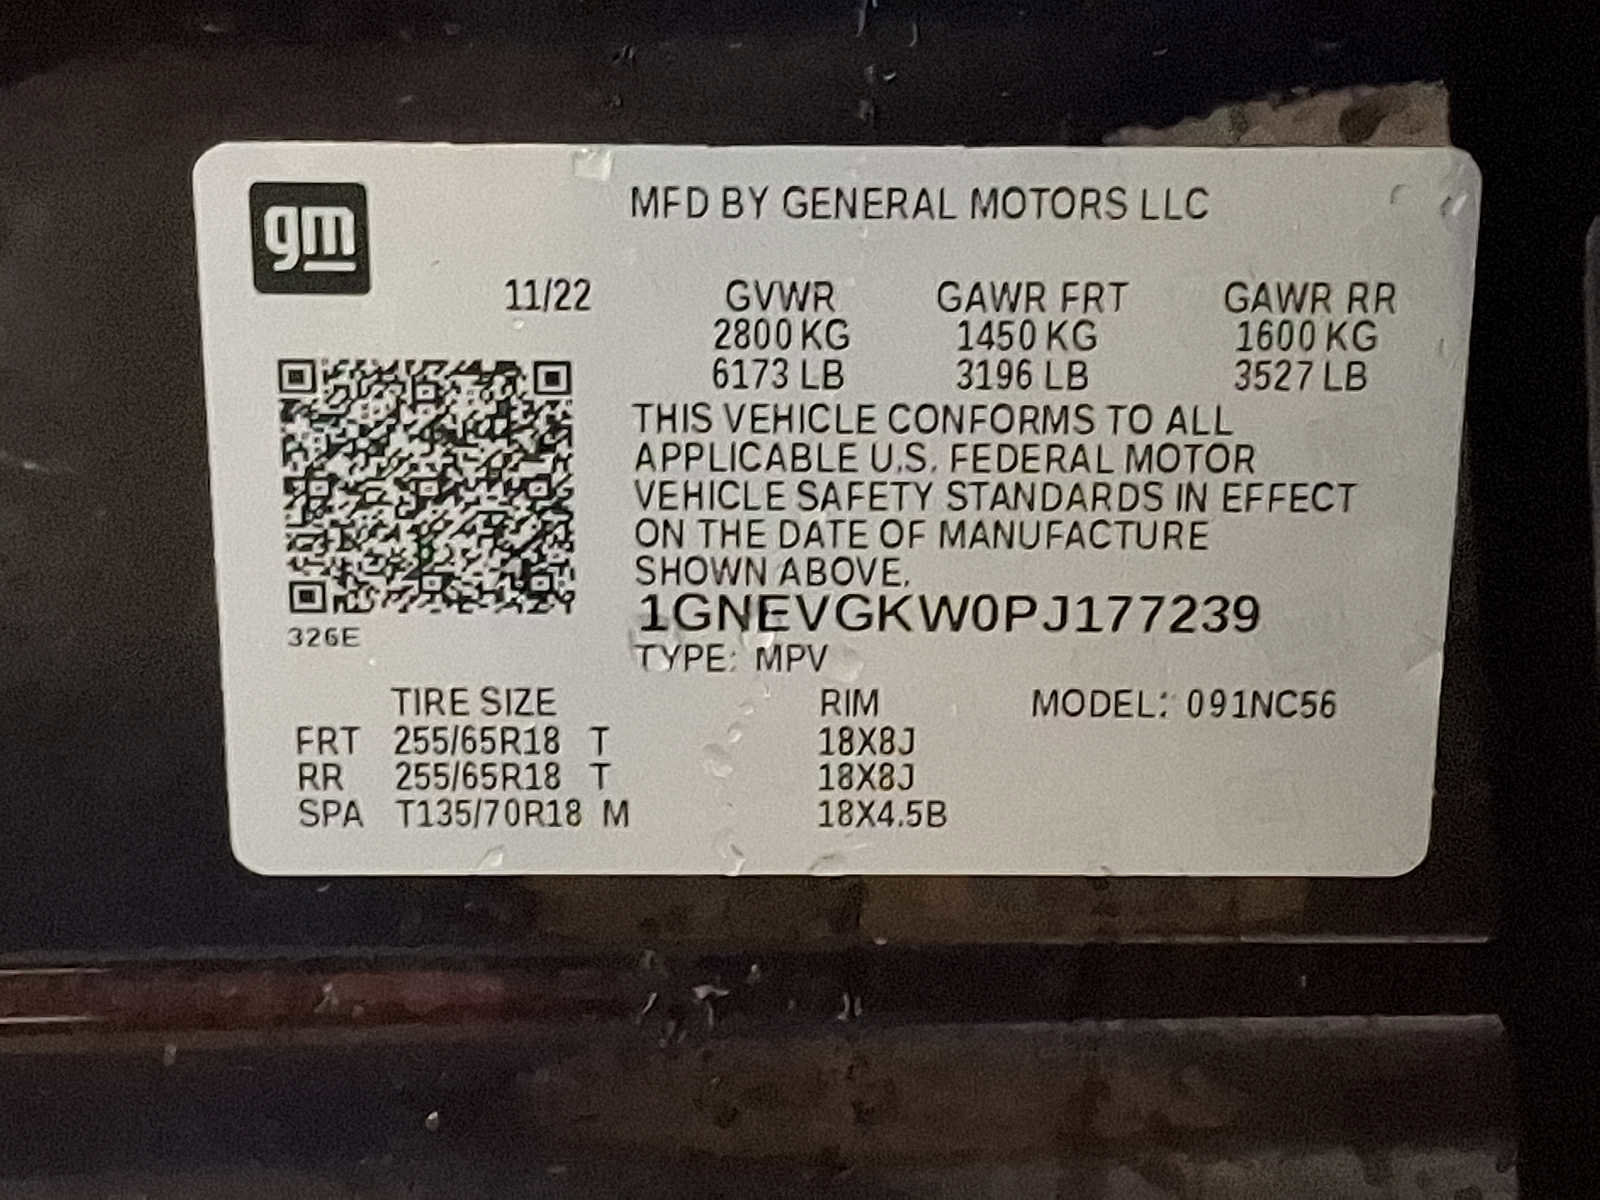 gm
MFD BY GENERAL MOTORS LLC
11/22 GVWR GAWR FRT GAWR RR
2800 KG 1450 KG 1600 KG
6173 LB 3196 LB 3527 LB
THIS VEHICLE CONFORMS TO ALL
APPLICABLE U.S. FEDERAL MOTOR
VEHICLE SAFETY STANDARDS IN EFFECT
ON THE DATE OF MANUFACTURE
SHOWN ABOVE.
1GNEVGKW0PJ177239
326E
TYPE: MPV
TIRE SIZE RIM MODEL: 091NC56
FRT 255/65R18 T 18X8J
RR 255/65R18 T 18X8J
SPA T135/70R18 M 18X4.5B